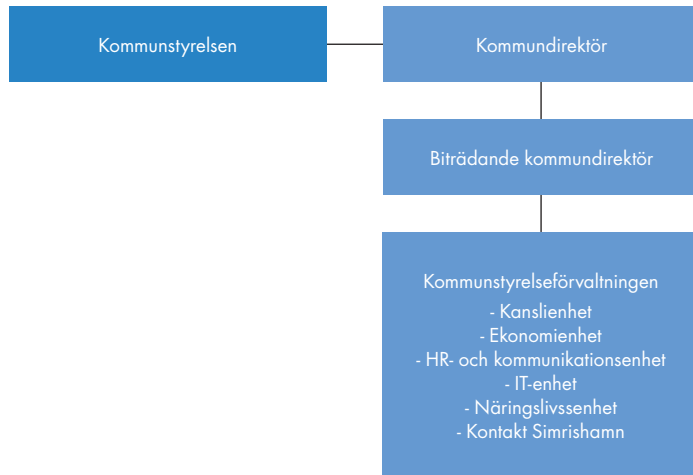 Kommunstyrelsen
Kommundirektör
Biträdande kommundirektör
Kommunstyrelseförvaltningen
- Kanslienhet
- Ekonomienhet
- HR- och kommunikationsenhet
- IT-enhet
- Näringslivssenhet
- Kontakt Simrishamn